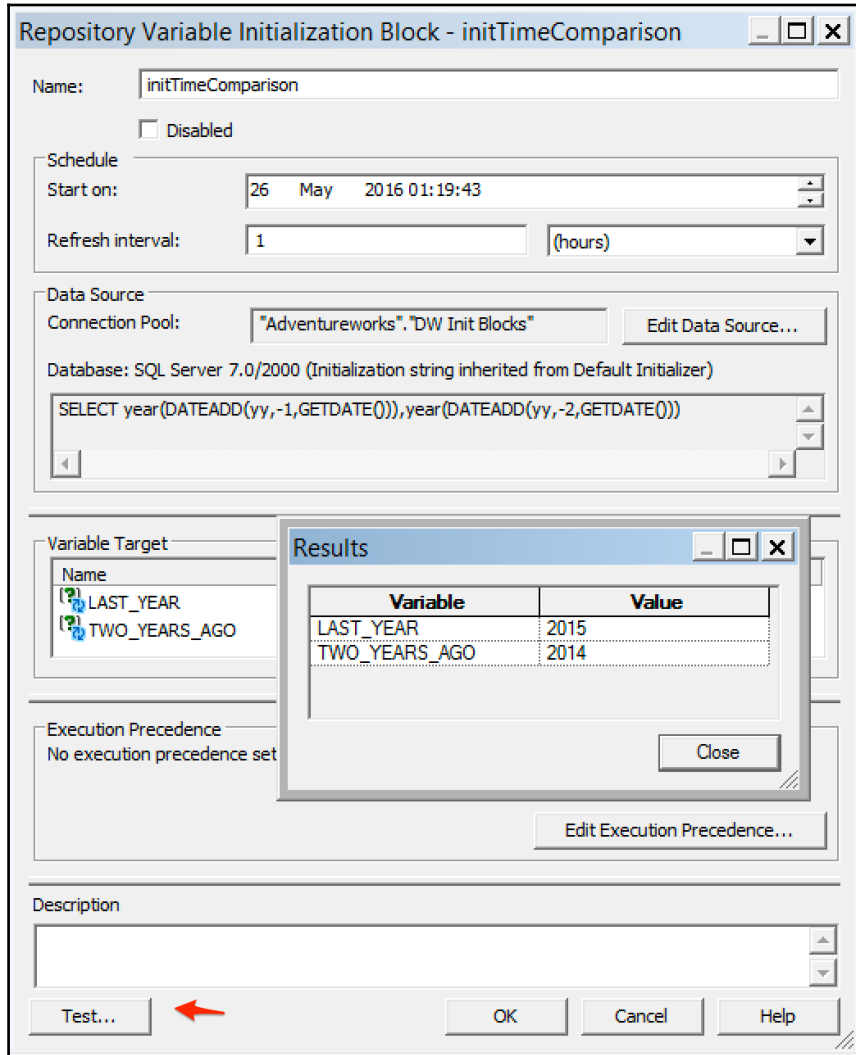 Repository Variable Initialization Block - initTimeComparison
Name: initTimeComparison
Disabled
Schedule
Start on: 26 May 2016 01:19:43
Refresh interval: 1 (hours)
Data Source
Connection Pool: "Adventureworks"."DW Init Blocks" Edit Data Source...
Database: SQL Server 7.0/2000 (Initialization string inherited from Default Initializer)
SELECT year(DATEADD(yy,-1,GETDATE())),year(DATEADD(yy,-2,GETDATE()))
Variable Target
Name
LAST_YEAR
TWO_YEARS_AGO
Results
Variable Value
LAST_YEAR 2015
TWO_YEARS_AGO 2014
Close
Execution Precedence
No execution precedence set
Edit Execution Precedence...
Description
Test... OK Cancel Help